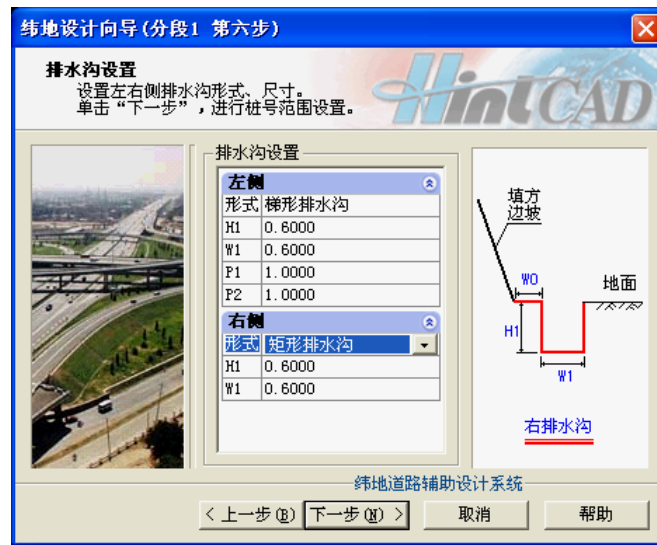 纬地设计向导(分段1 第六步)
排水沟设置
设置左右侧排水沟形式、尺寸。
单击“下一步”，进行桩号范围设置。
HintCAD
排水沟设置
左侧
形式 梯形排水沟
H1 0.6000
W1 0.6000
P1 1.0000
P2 1.0000
右侧
形式 矩形排水沟
H1 0.6000
W1 0.6000
填方
边坡
W0
地面
H1
W1
右排水沟
纬地道路辅助设计系统
< 上一步(B)
下一步(N) >
取消
帮助